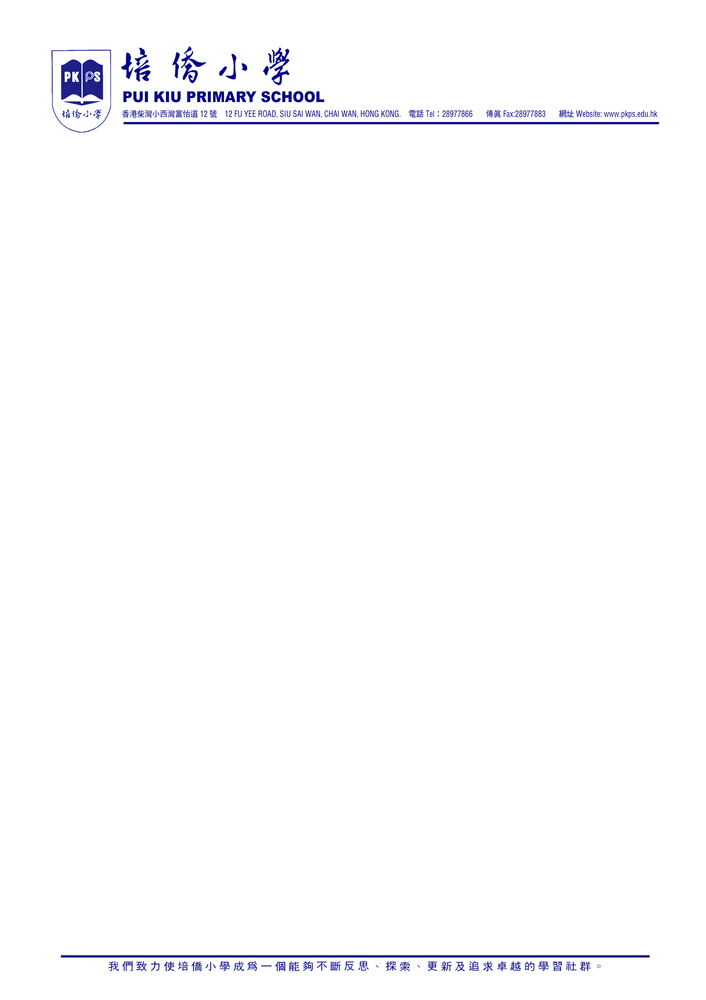 培僑小學
PK PS
培僑小學
PUI KIU PRIMARY SCHOOL
香港柴灣小西灣富怡道 12 號 12 FU YEE ROAD, SIU SAI WAN, CHAI WAN, HONG KONG. 電話 Tel：28977866 傳眞 Fax:28977883 網址 Website: www.pkps.edu.hk
我們致力使培僑小學成爲一個能夠不斷反思、探索、更新及追求卓越的學習社群。